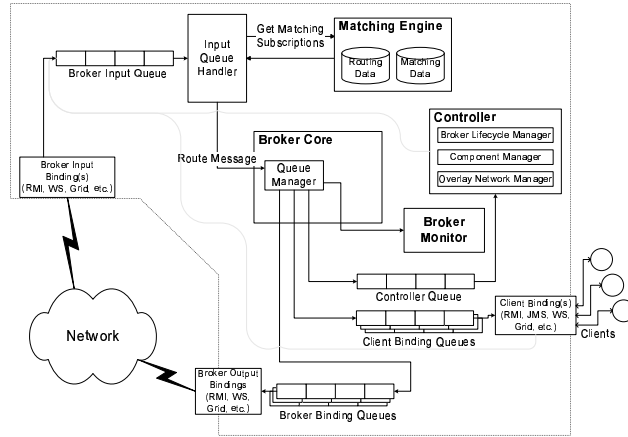 Get Matching
Subscriptions
Matching Engine
Routing
Data
Matching
Data
Input
Queue
Handler
Broker Input Queue
Controller
Broker Lifecycle Manager
Component Manager
Overlay Network Manager
Broker Core
Route Message
Queue
Manager
Broker Input
Binding(s)
(RMI, WS, Grid, etc.)
Broker
Monitor
Controller Queue
Client Binding(s)
(RMI, JMS, WS,
Grid, etc.)
Clients
Client Binding Queues
Network
Broker Output
Bindings
(RMI, WS,
Grid, etc.)
Broker Binding Queues